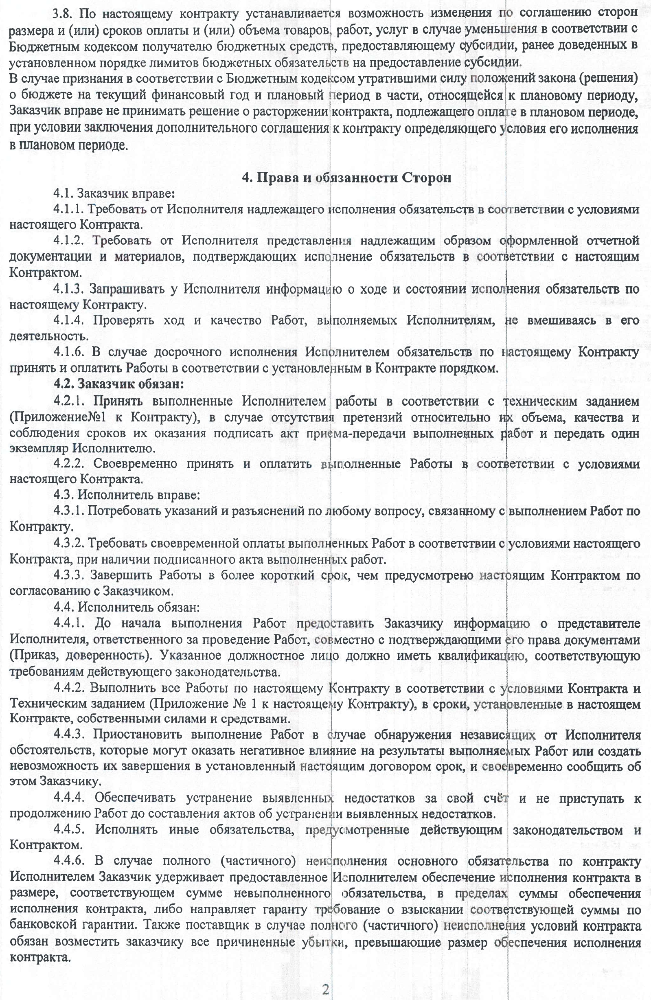 3.8. По настоящему контракту устанавливается возможность изменения по соглашению сторон
размера и (или) сроков оплаты и (или) объема товаров, работ, услуг в случае уменьшения в соответствии с
Бюджетным кодексом получателю бюджетных средств, предоставляющему субсидии, ранее доведенных в
установленном порядке лимитов бюджетных обязательств на предоставление субсидии.
В случае признания в соответствии с Бюджетным кодексом утратившими силу положений закона (решения)
о бюджете на текущий финансовый год и плановый период в части, относящейся к плановому периоду,
Заказчик вправе не принимать решение о расторжении контракта, подлежащего оплате в плановом периоде,
при условии заключения дополнительного соглашения к контракту определяющего условия его исполнения
в плановом периоде.
4. Права и обязанности Сторон
4.1. Заказчик вправе:
4.1.1. Требовать от Исполнителя надлежащего исполнения обязательств в соответствии с условиями
настоящего Контракта.
4.1.2. Требовать от Исполнителя представления надлежащим образом оформленной отчетной
документации и материалов, подтверждающих исполнение обязательств в соответствии с настоящим
Контрактом.
4.1.3. Запрашивать у Исполнителя информацию о ходе и состоянии исполнения обязательств по
настоящему Контракту.
4.1.4. Проверять ход и качество Работ, выполняемых Исполнителям, не вмешиваясь в его
деятельность.
4.1.6. В случае досрочного исполнения Исполнителем обязательств по настоящему Контракту
принять и оплатить Работы в соответствии с установленным в Контракте порядком.
4.2. Заказчик обязан:
4.2.1. Принять выполненные Исполнителем работы в соответствии с техническим заданием
(Приложение№1 к Контракту), в случае отсутствия претензий относительно их объема, качества и
соблюдения сроков их оказания подписать акт приема-передачи выполненных работ и передать один
экземпляр Исполнителю.
4.2.2. Своевременно принять и оплатить выполненные Работы в соответствии с условиями
настоящего Контракта.
4.3. Исполнитель вправе:
4.3.1. Потребовать указаний и разъяснений по любому вопросу, связанному с выполнением Работ по
Контракту.
4.3.2. Требовать своевременной оплаты выполненных Работ в соответствии с условиями настоящего
Контракта, при наличии подписанного акта выполненных работ.
4.3.3. Завершить Работы в более короткий срок, чем предусмотрено настоящим Контрактом по
согласованию с Заказчиком.
4.4. Исполнитель обязан:
4.4.1. До начала выполнения Работ предоставить Заказчику информацию о представителе
Исполнителя, ответственного за проведение Работ, совместно с подтверждающими его права документами
(Приказ, доверенность). Указанное должностное лицо должно иметь квалификацию, соответствующую
требованиям действующего законодательства.
4.4.2. Выполнить все Работы по настоящему Контракту в соответствии с условиями Контракта и
Техническим заданием (Приложение № 1 к настоящему Контракту), в сроки, установленные в настоящем
Контракте, собственными силами и средствами.
4.4.3. Приостановить выполнение Работ в случае обнаружения независящих от Исполнителя
обстоятельств, которые могут оказать негативное влияние на результаты выполняемых Работ или создать
невозможность их завершения в установленный настоящим договором срок, и своевременно сообщить об
этом Заказчику.
4.4.4. Обеспечивать устранение выявленных недостатков за свой счёт и не приступать к
продолжению Работ до составления актов об устранении выявленных недостатков.
4.4.5. Исполнять иные обязательства, предусмотренные действующим законодательством и
Контрактом.
4.4.6. В случае полного (частичного) неисполнения основного обязательства по контракту
Исполнителем Заказчик удерживает предоставленное Исполнителем обеспечение исполнения контракта в
размере, соответствующем сумме невыполненного обязательства, в пределах суммы обеспечения
исполнения контракта, либо направляет гаранту требование о взыскании соответствующей суммы по
банковской гарантии. Также поставщик в случае полного (частичного) неисполнения условий контракта
обязан возместить заказчику все причиненные убытки, превышающие размер обеспечения исполнения
контракта.
2